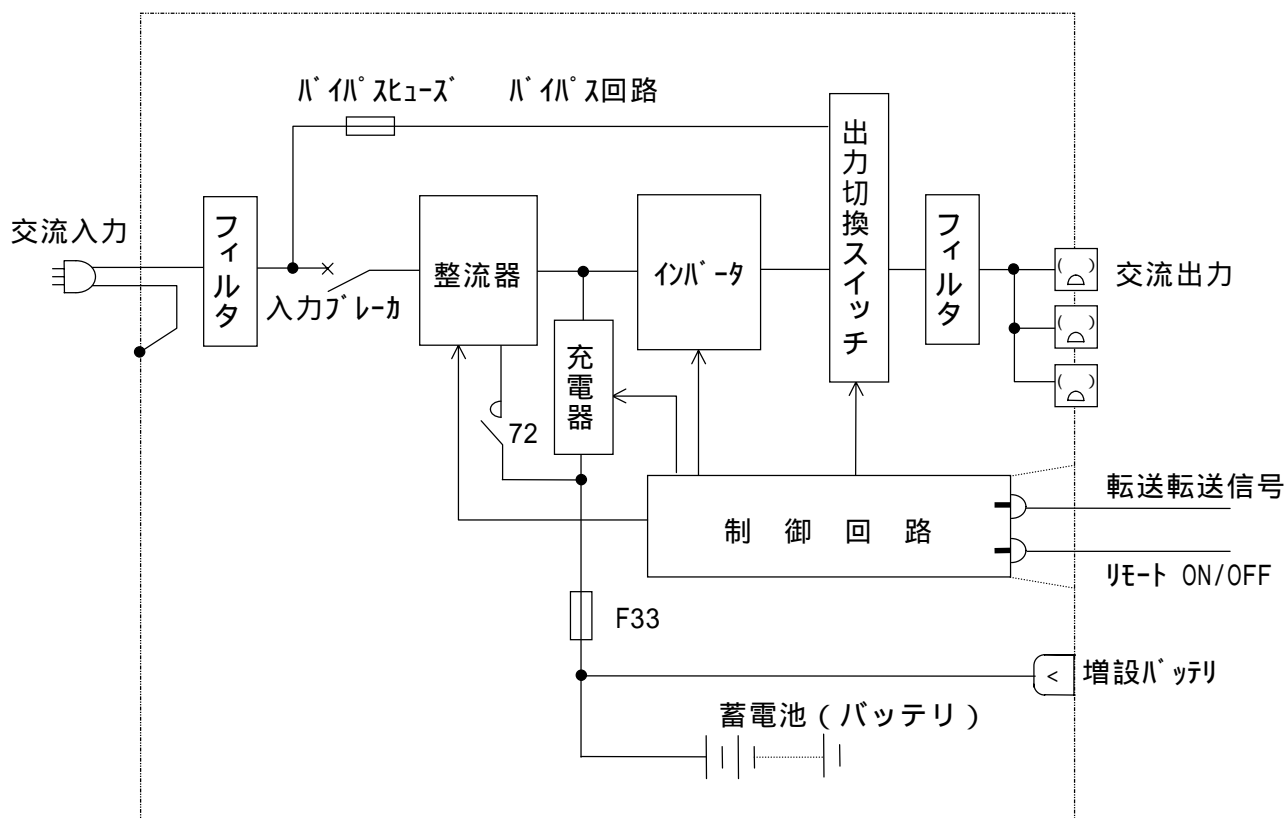 バイパスヒューズ バイパス回路
出力切換スイッチ
交流入力
フィルタ
整流器
インバータ
フィルタ
交流出力
入力ブレーカ
充電器
72
転送転送信号
制 御 回 路
リモート ON/OFF
F33
< 増設バッテリ
蓄電池(バッテリ)